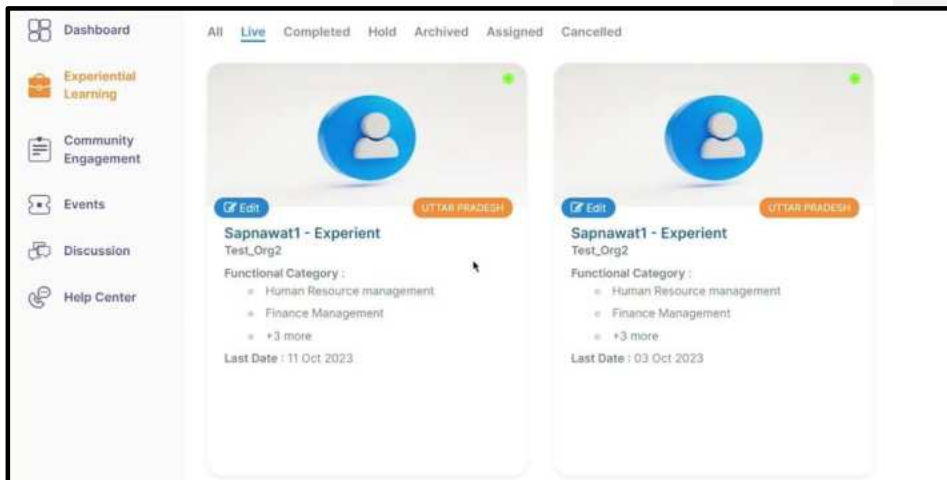 Dashboard
Experiential
Learning
Community
Engagement
Events
Discussion
Help Center
All Live Completed Hold Archived Assigned Cancelled
Edit
UTTAR PRADESH
Sapnawat1 - Experient
Test_Org2
Functional Category :
Human Resource management
Finance Management
+3 more
Last Date : 11 Oct 2023
Edit
UTTAR PRADESH
Sapnawat1 - Experient
Test_Org2
Functional Category :
Human Resource management
Finance Management
+3 more
Last Date : 03 Oct 2023